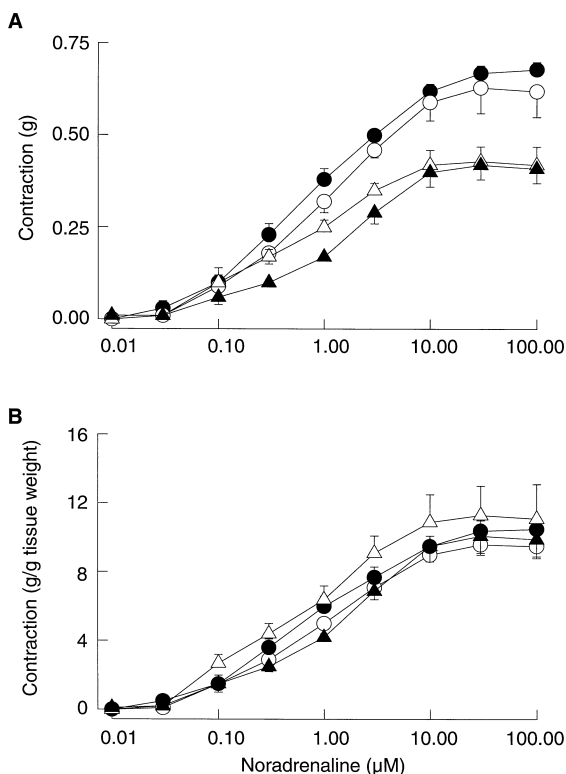 A
Contraction (g)
0.75
0.50
0.25
0.00
0.01 0.10 1.00 10.00 100.00
B
Contraction (g/g tissue weight)
16
12
8
4
0
0.01 0.10 1.00 10.00 100.00
Noradrenaline (µM)